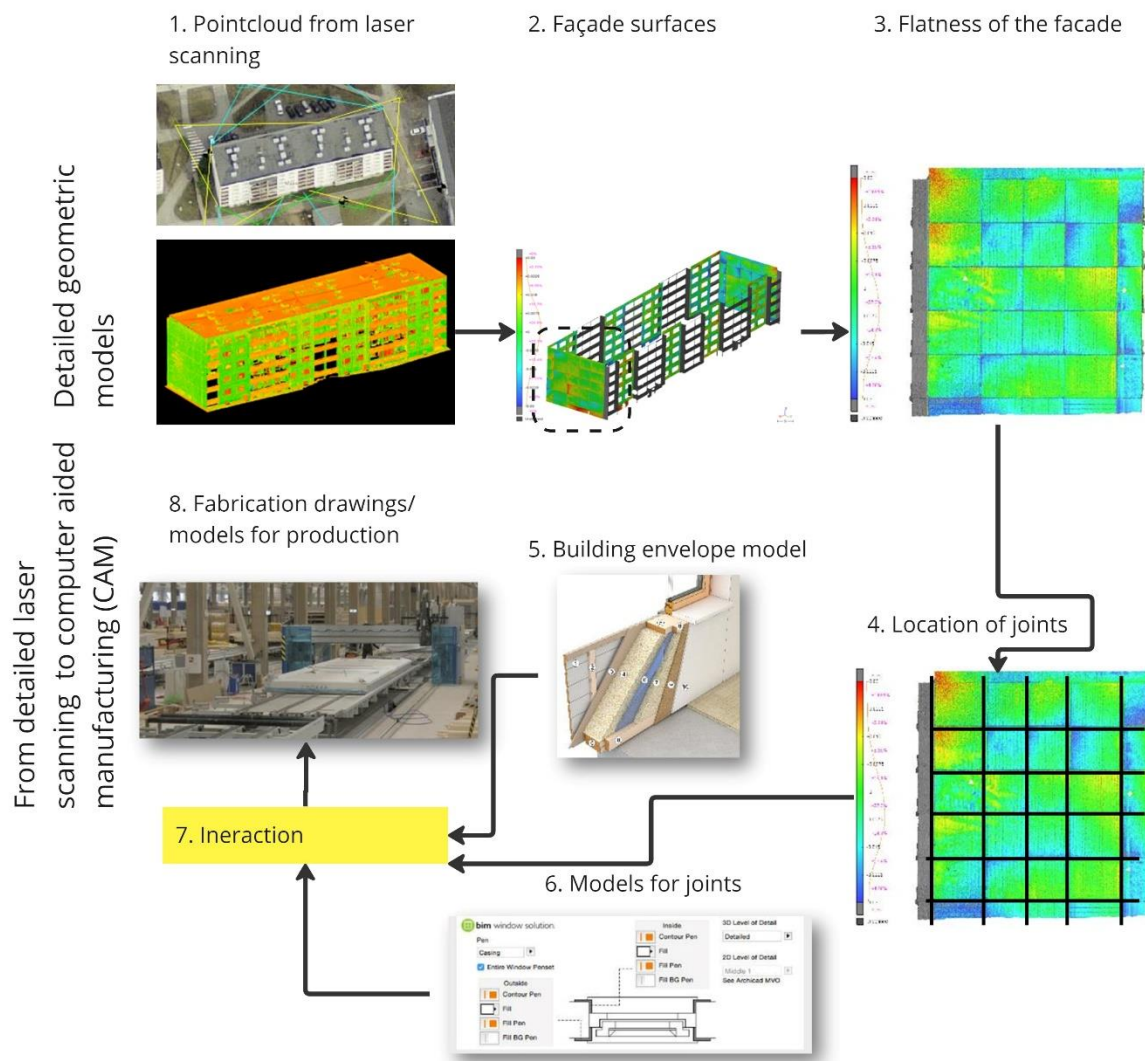 1. Pointcloud from laser
scanning
2. Façade surfaces
3. Flatness of the facade
Detailed geometric
models
From detailed laser
scanning to computer aided
manufacturing (CAM)
8. Fabrication drawings/
models for production
5. Building envelope model
4. Location of joints
7. Ineraction
6. Models for joints
bim window solution
Pen
Casing
Entire Window Penset
Outside
Contour Pen
Fill
Fill Pen
Fill BG Pen
Inside
Contour Pen
Fill
Fill Pen
Fill BG Pen
3D Level of Detail
Detailed
2D Level of Detail
Middle 1
See Archicad MVO